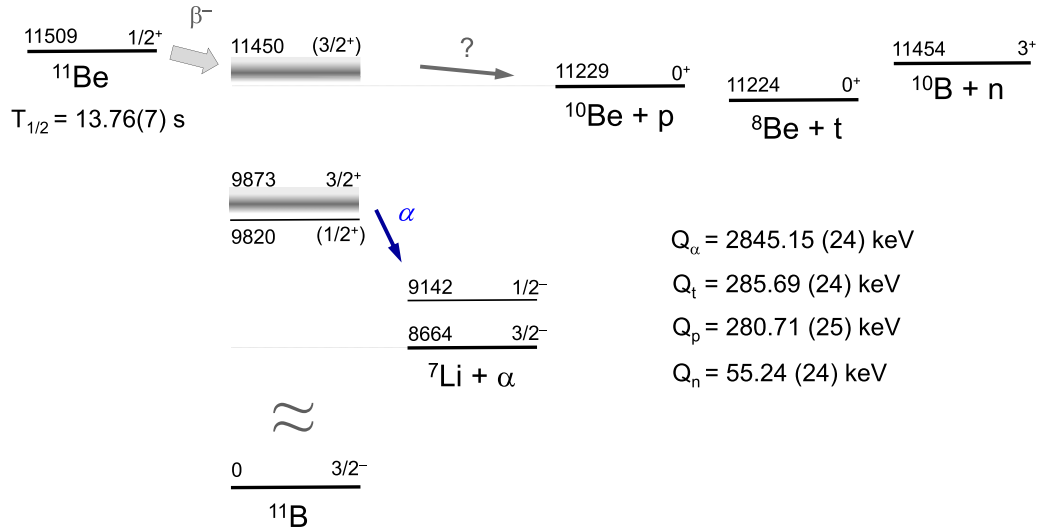 β⁻
11509 1/2⁺
¹¹Be
T₁/₂ = 13.76(7) s
11450 (3/2⁺)
?
11229 0⁺
¹⁰Be + p
11224 0⁺
⁸Be + t
11454 3⁺
¹⁰B + n
9873 3/2⁺
9820 (1/2⁺)
α
9142 1/2⁻
8664 3/2⁻
⁷Li + α
Qα = 2845.15 (24) keV
Qt = 285.69 (24) keV
Qp = 280.71 (25) keV
Qn = 55.24 (24) keV
≈
0 3/2⁻
¹¹B